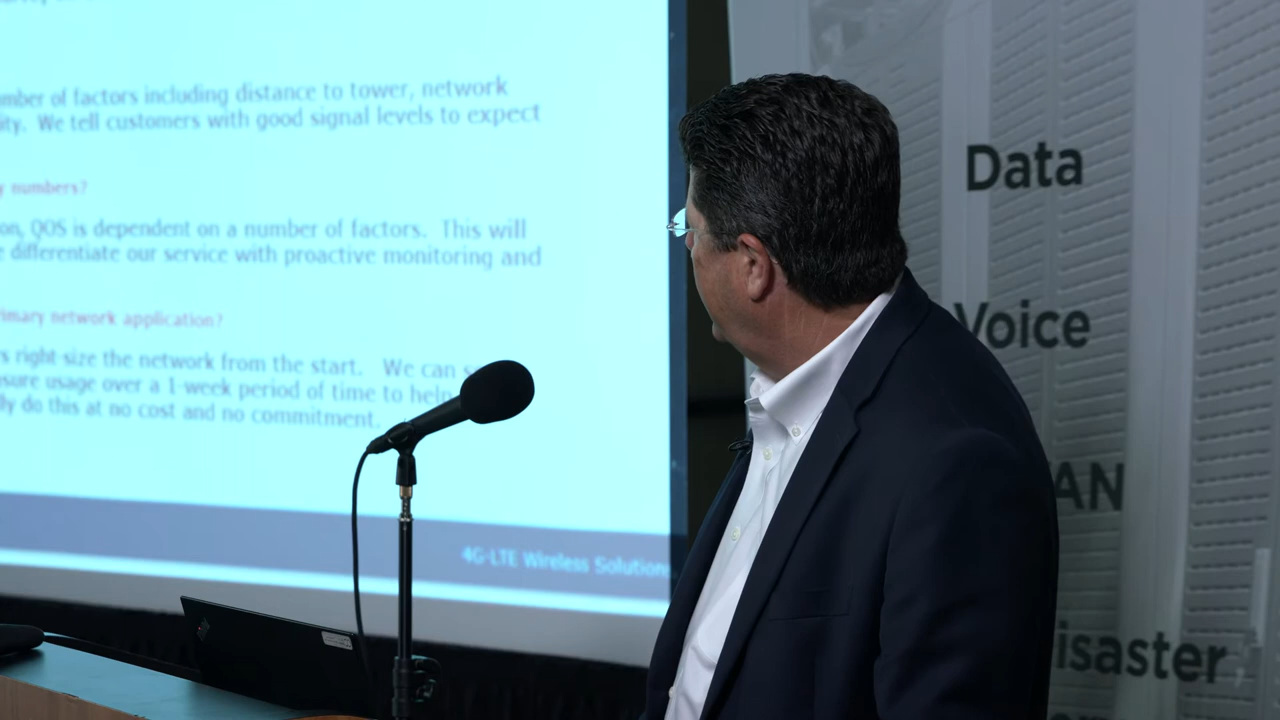 mber of factors including distance to tower, network
ity. We tell customers with good signal levels to expect
y numbers?
on, QOS is dependent on a number of factors. This will
e differentiate our service with proactive monitoring and
rimary network application?
s right-size the network from the start. We can s
sure usage over a 1-week period of time to help
ly do this at no cost and no commitment.
4G-LTE Wireless Solution
Data
Voice
AN
isaster